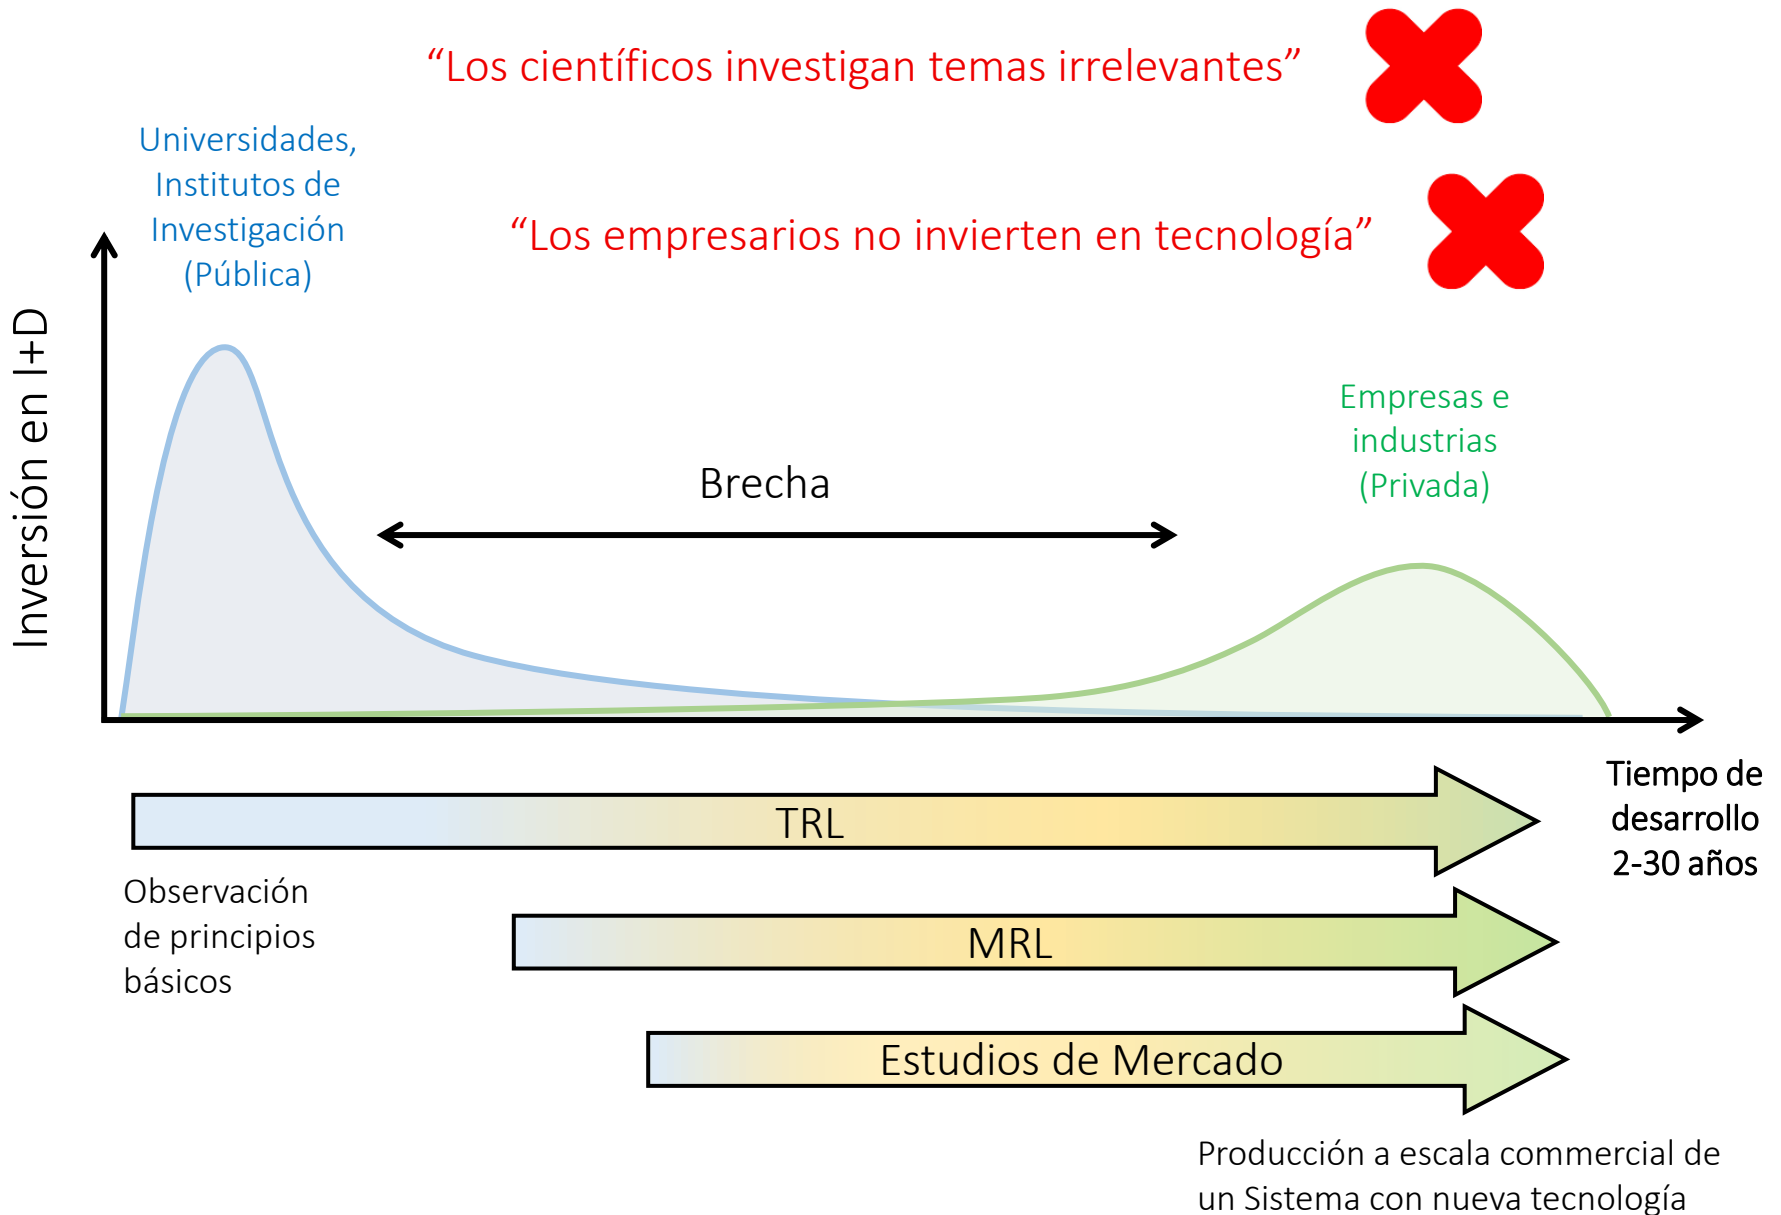 “Los científicos investigan temas irrelevantes”
Universidades,
Institutos de
Investigación
(Pública)
“Los empresarios no invierten en tecnología”
Inversión en I+D
Empresas e
industrias
(Privada)
Brecha
Tiempo de
desarrollo
2-30 años
TRL
Observación
de principios
básicos
MRL
Estudios de Mercado
Producción a escala commercial de
un Sistema con nueva tecnología